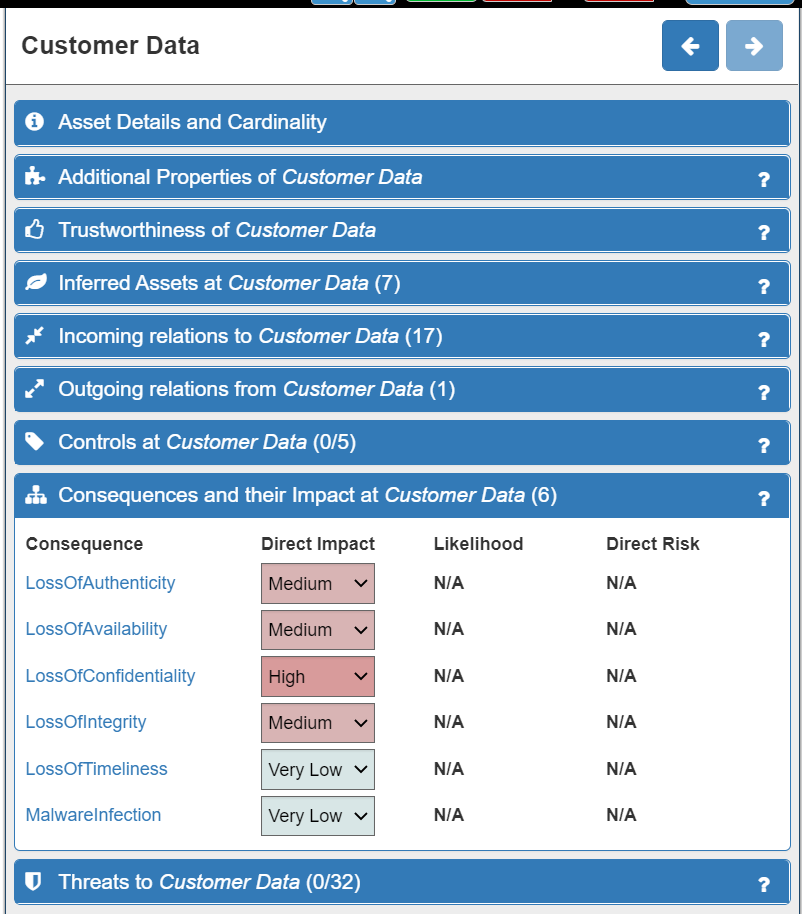 Customer Data
Asset Details and Cardinality
Additional Properties of Customer Data ?
Trustworthiness of Customer Data ?
Inferred Assets at Customer Data (7) ?
Incoming relations to Customer Data (17) ?
Outgoing relations from Customer Data (1) ?
Controls at Customer Data (0/5) ?
Consequences and their Impact at Customer Data (6) ?
Consequence Direct Impact Likelihood Direct Risk
LossOfAuthenticity Medium N/A N/A
LossOfAvailability Medium N/A N/A
LossOfConfidentiality High N/A N/A
LossOfIntegrity Medium N/A N/A
LossOfTimeliness Very Low N/A N/A
MalwareInfection Very Low N/A N/A
Threats to Customer Data (0/32) ?